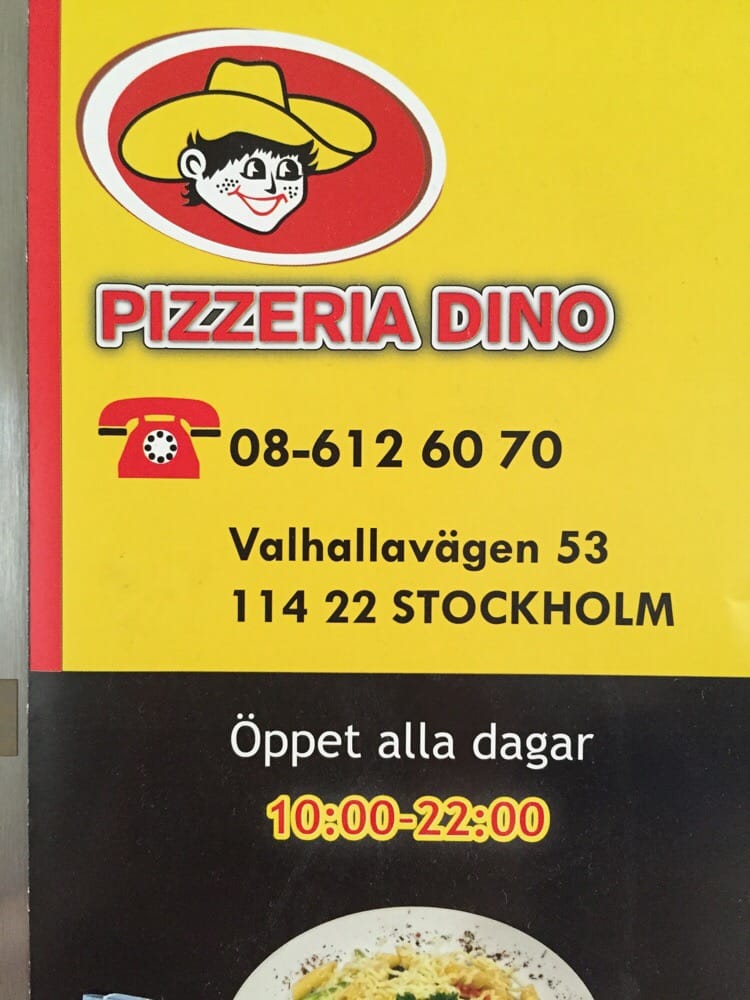 PIZZERIA DINO
08-612 60 70
Valhallavägen 53
114 22 STOCKHOLM
Öppet alla dagar
10:00-22:00